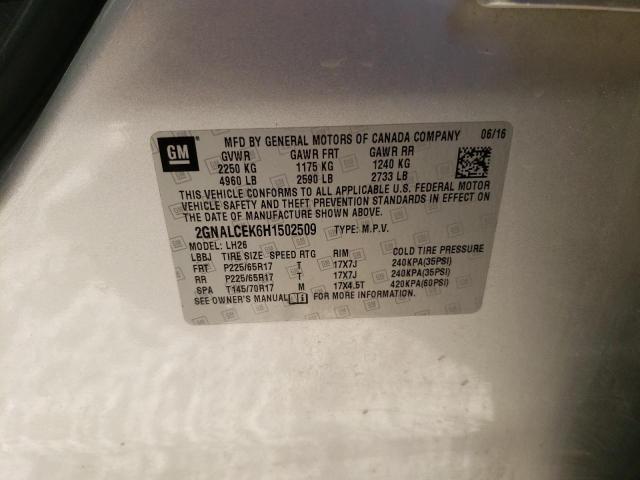 GM
MFD BY GENERAL MOTORS OF CANADA COMPANY 06/16
GVWR GAWR FRT GAWR RR
2250 KG 1175 KG 1240 KG
4960 LB 2590 LB 2733 LB
THIS VEHICLE CONFORMS TO ALL APPLICABLE U.S. FEDERAL MOTOR
VEHICLE SAFETY AND THEFT PREVENTION STANDARDS IN EFFECT ON
THE DATE OF MANUFACTURE SHOWN ABOVE.
2GNALCEK6H1502509 TYPE: M.P.V.
MODEL: LH26
LBBJ TIRE SIZE SPEED RTG RIM COLD TIRE PRESSURE
FRT P225/65R17 T 17X7J 240KPA(35PSI)
RR P225/65R17 T 17X7J 240KPA(35PSI)
SPA T145/70R17 M 17X4.5T 420KPA(60PSI)
SEE OWNER'S MANUAL i FOR MORE INFORMATION.